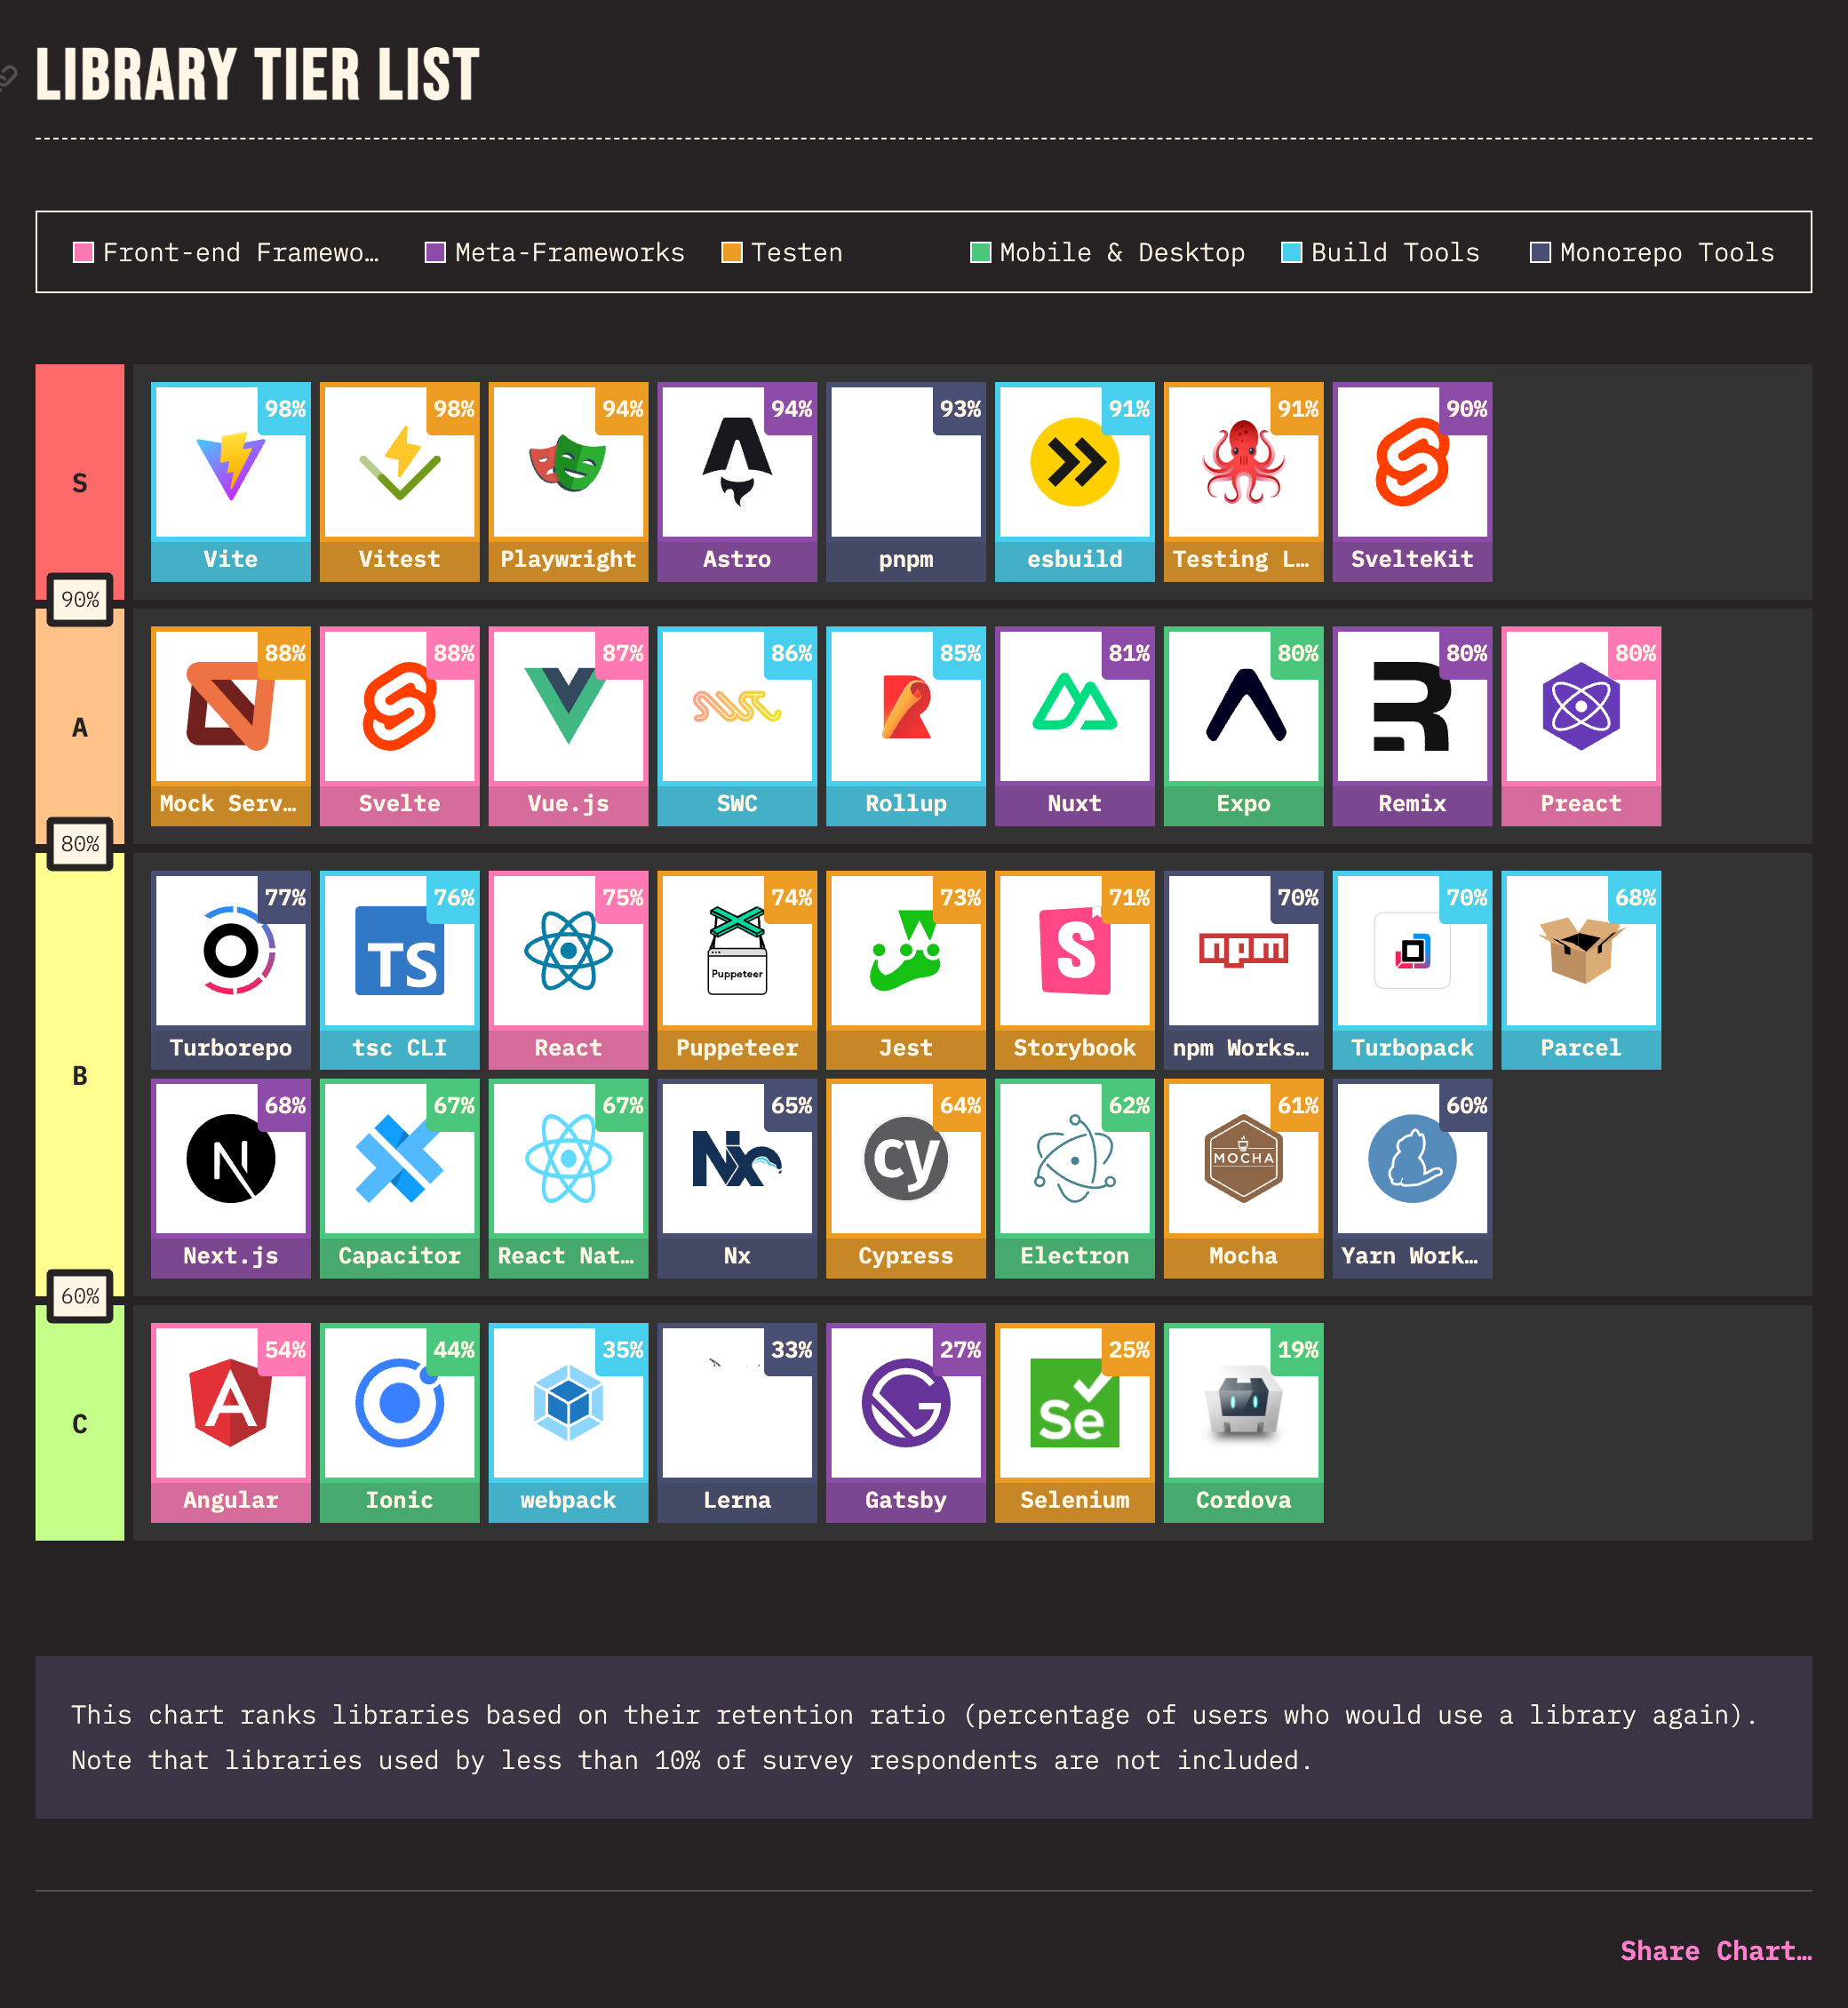 LIBRARY TIER LIST
Front-end Framewo… Meta-Frameworks Testen Mobile & Desktop Build Tools Monorepo Tools
S
98% 98% 94% 94% 93% 91% 91% 90%
Vite Vitest Playwright Astro pnpm esbuild Testing L… SvelteKit
90%
A
88% 88% 87% 86% 85% 81% 80% 80% 80%
Mock Serv… Svelte Vue.js SWC Rollup Nuxt Expo Remix Preact
80%
B
77% 76% 75% 74% 73% 71% 70% 70% 68%
TS Puppeteer S npm
Turborepo tsc CLI React Puppeteer Jest Storybook npm Works… Turbopack Parcel
68% 67% 67% 65% 64% 62% 61% 60%
N Nx cy MOCHA
Next.js Capacitor React Nat… Nx Cypress Electron Mocha Yarn Work…
60%
C
54% 44% 35% 33% 27% 25% 19%
A G Se
Angular Ionic webpack Lerna Gatsby Selenium Cordova
This chart ranks libraries based on their retention ratio (percentage of users who would use a library again).
Note that libraries used by less than 10% of survey respondents are not included.
Share Chart…